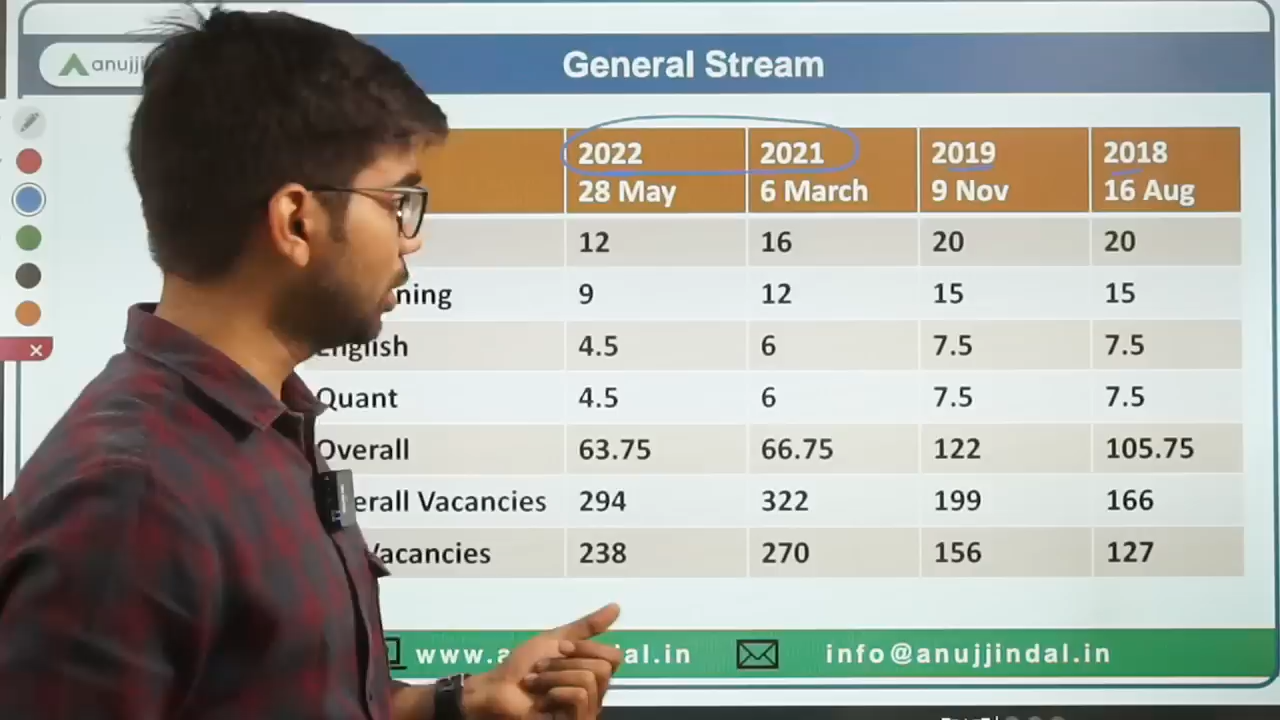 anujji
General Stream
2022 2021 2019 2018
28 May 6 March 9 Nov 16 Aug
12 16 20 20
ning 9 12 15 15
English 4.5 6 7.5 7.5
Quant 4.5 6 7.5 7.5
Overall 63.75 66.75 122 105.75
erall Vacancies 294 322 199 166
Vacancies 238 270 156 127
www.a al.in info@anujjindal.in